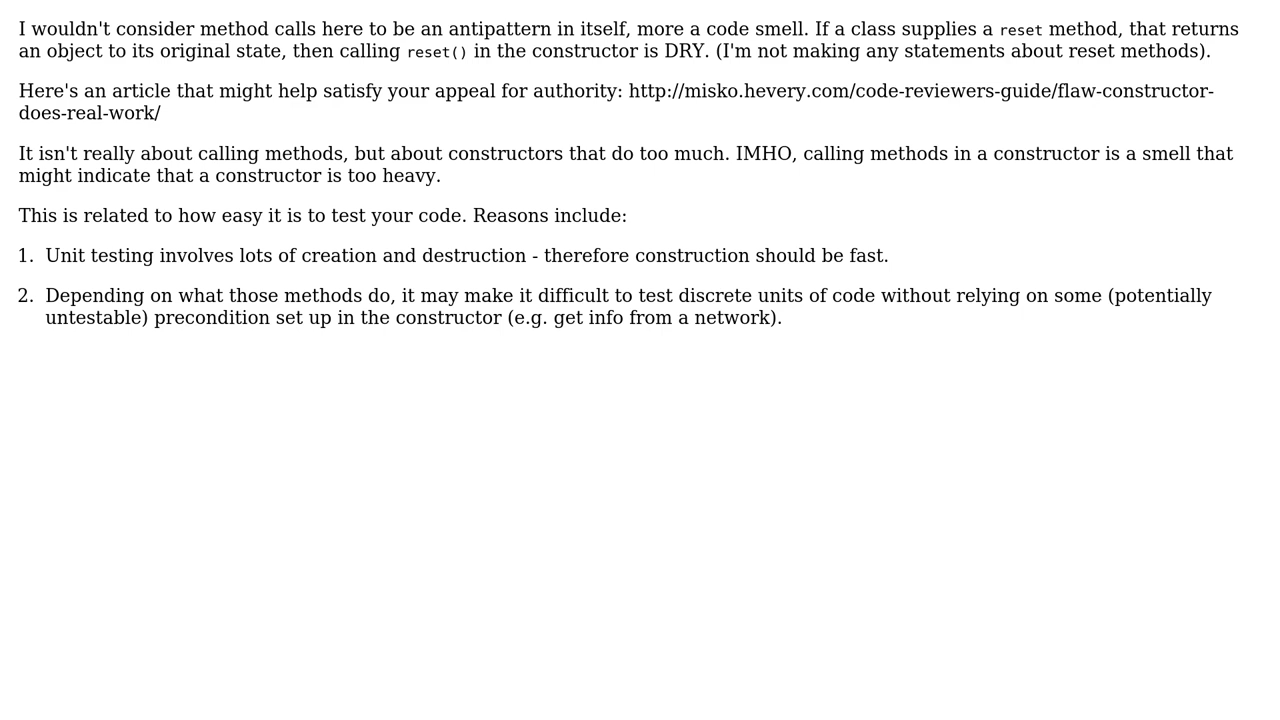 I wouldn't consider method calls here to be an antipattern in itself, more a code smell. If a class supplies a reset method, that returns
an object to its original state, then calling reset() in the constructor is DRY. (I'm not making any statements about reset methods).
Here's an article that might help satisfy your appeal for authority: http://misko.hevery.com/code-reviewers-guide/flaw-constructor-
does-real-work/
It isn't really about calling methods, but about constructors that do too much. IMHO, calling methods in a constructor is a smell that
might indicate that a constructor is too heavy.
This is related to how easy it is to test your code. Reasons include:
1. Unit testing involves lots of creation and destruction - therefore construction should be fast.
2. Depending on what those methods do, it may make it difficult to test discrete units of code without relying on some (potentially
untestable) precondition set up in the constructor (e.g. get info from a network).